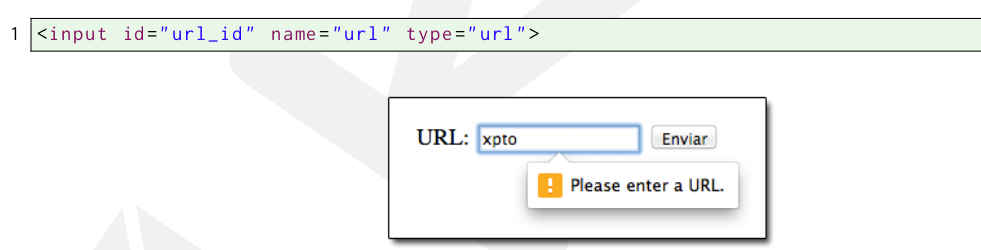 1 <input id="url_id" name="url" type="url">
URL: xpto Enviar
! Please enter a URL.